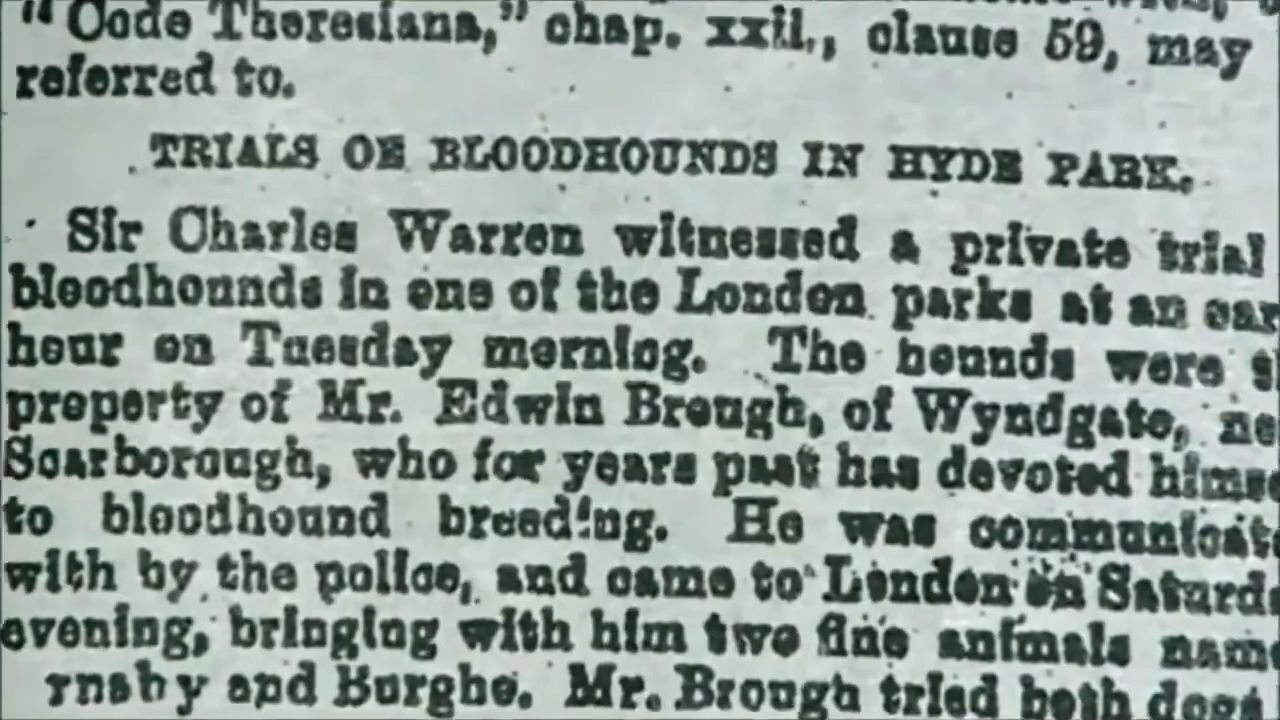 "Code Theresiana," chap. xxii., clause 59, may
referred to.
TRIALS OF BLOODHOUNDS IN HYDE PARK.
Sir Charles Warren witnessed a private trial
bloodhounds in one of the London parks at an ear
hour on Tuesday morning. The hounds were
property of Mr. Edwin Brough, of Wyndgate, ne
Scarborough, who for years past has devoted himse
to bloodhound breeding. He was communicate
with by the police, and came to London on Saturd
evening, bringing with him two fine animals name
rnaby and Burgho. Mr. Brough tried both dogs